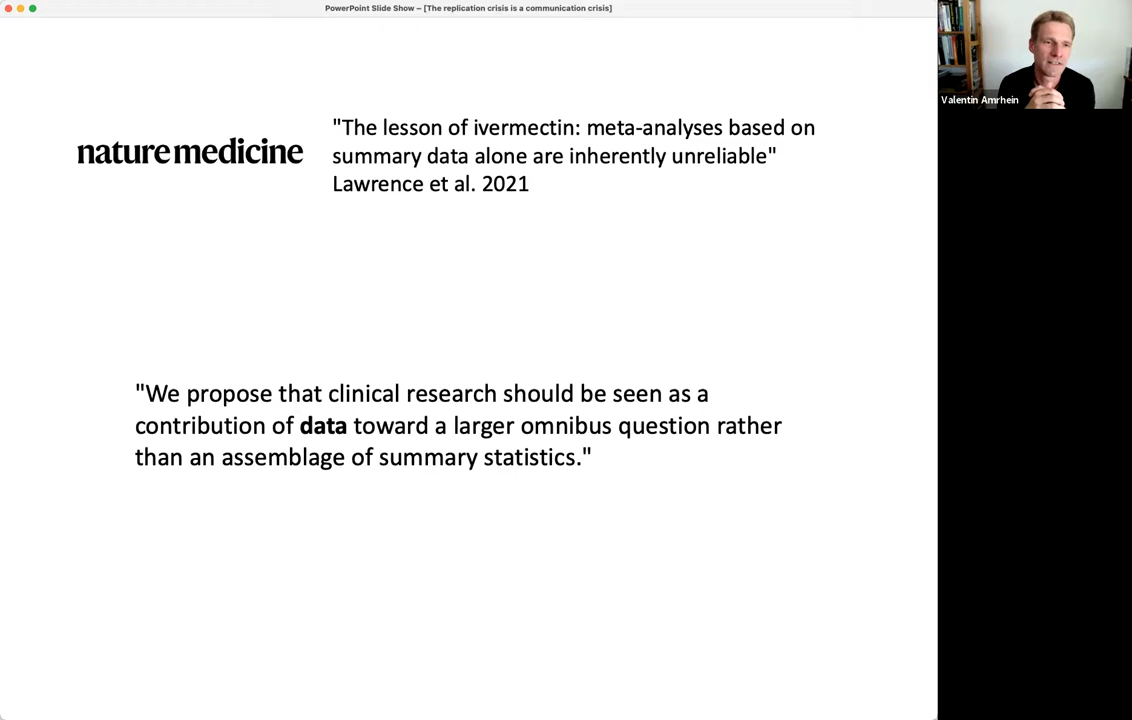 PowerPoint Slide Show – [The replication crisis is a communication crisis]
Valentin Amrhein
nature medicine
"The lesson of ivermectin: meta-analyses based on
summary data alone are inherently unreliable"
Lawrence et al. 2021
"We propose that clinical research should be seen as a
contribution of data toward a larger omnibus question rather
than an assemblage of summary statistics."